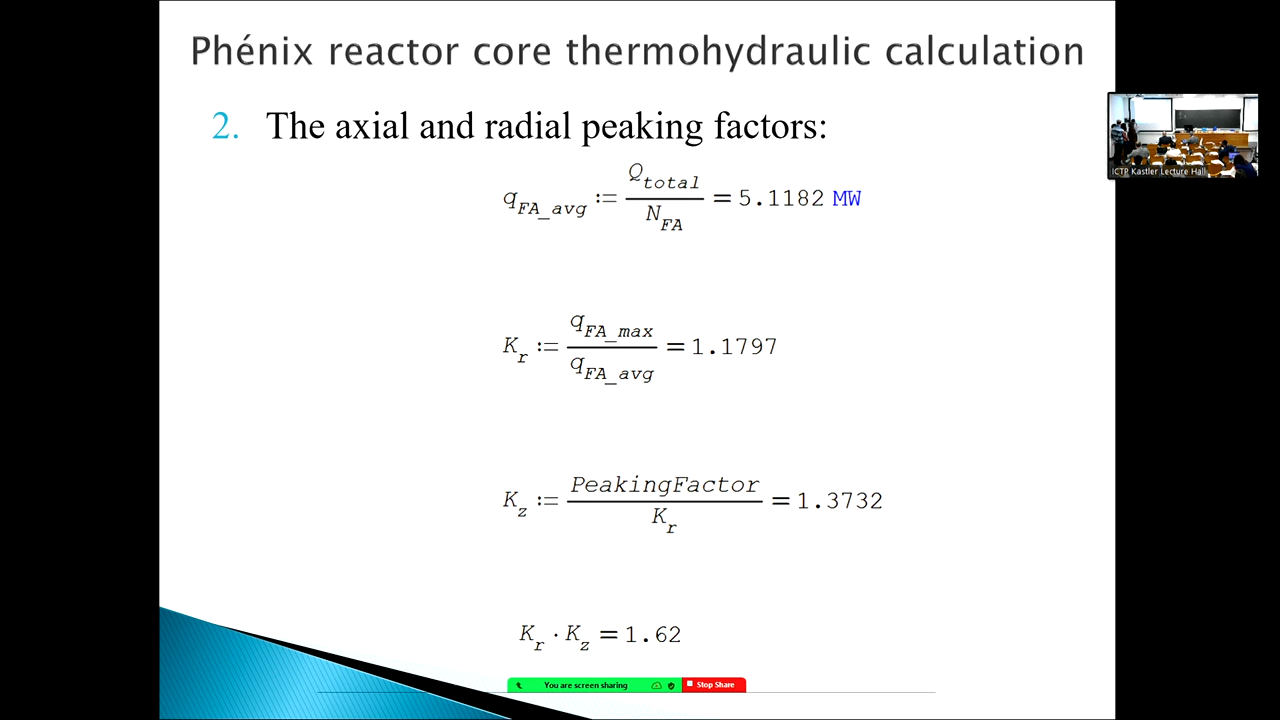 Phénix reactor core thermohydraulic calculation
2. The axial and radial peaking factors:
q_FA_avg := Q_total / N_FA = 5.1182 MW
K_r := q_FA_max / q_FA_avg = 1.1797
K_z := PeakingFactor / K_r = 1.3732
K_r · K_z = 1.62
ICTP Kastler Lecture Hall
You are screen sharing
Stop Share